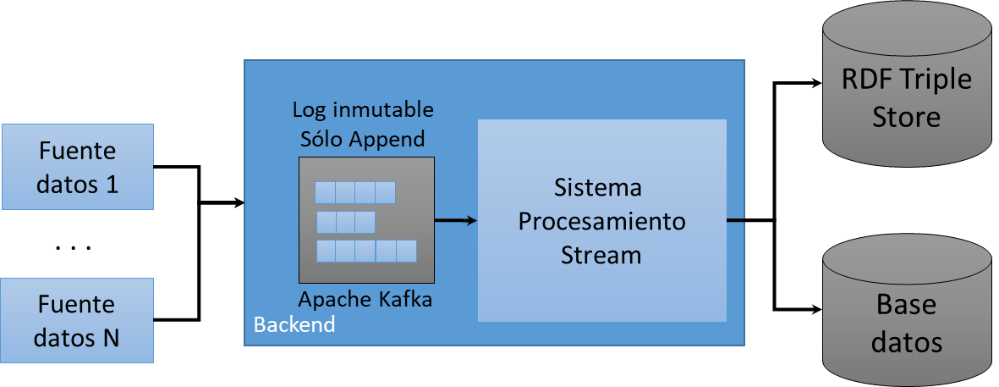 Fuente
datos 1
. . .
Fuente
datos N
Log inmutable
Sólo Append
Apache Kafka
Backend
Sistema
Procesamiento
Stream
RDF Triple
Store
Base
datos